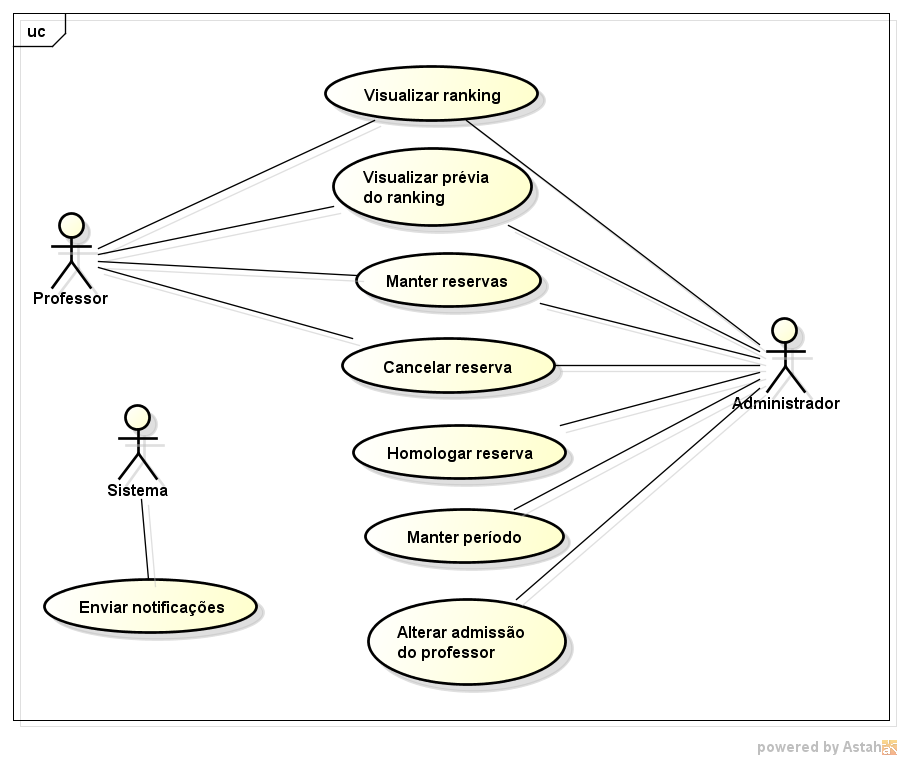 uc
Visualizar ranking
Visualizar prévia
do ranking
Professor
Manter reservas
Cancelar reserva
Administrador
Homologar reserva
Sistema
Manter período
Enviar notificações
Alterar admissão
do professor
powered by Astah